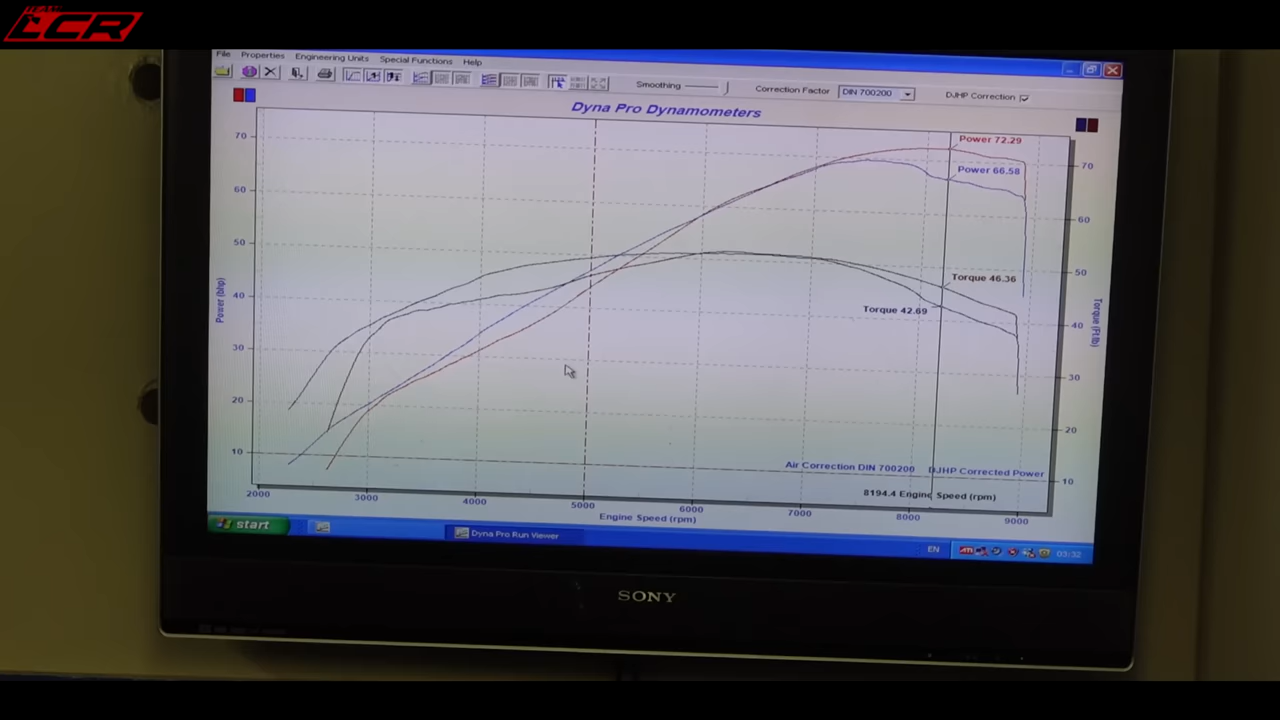 LCR
File Properties Engineering Units Special Functions Help
Smoothing Correction Factor DIN 700200 DJHP Correction
Dyna Pro Dynamometers
Power 72.29
Power 66.58
Torque 46.36
Torque 42.69
70
60
50
40
30
20
10
Power (bhp)
70
60
50
40
30
20
10
Torque (Ft/lb)
Air Correction DIN 700200 DJHP Corrected Power
8194.4 Engine Speed (rpm)
2000 3000 4000 5000 6000 7000 8000 9000
Engine Speed (rpm)
start Dyna Pro Run Viewer EN ATI 03:32
SONY